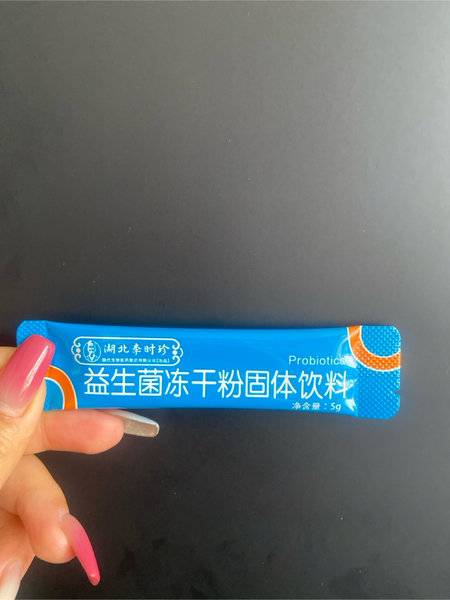 湖北李时珍
Probiotics
益生菌冻干粉固体饮料
净含量：5g